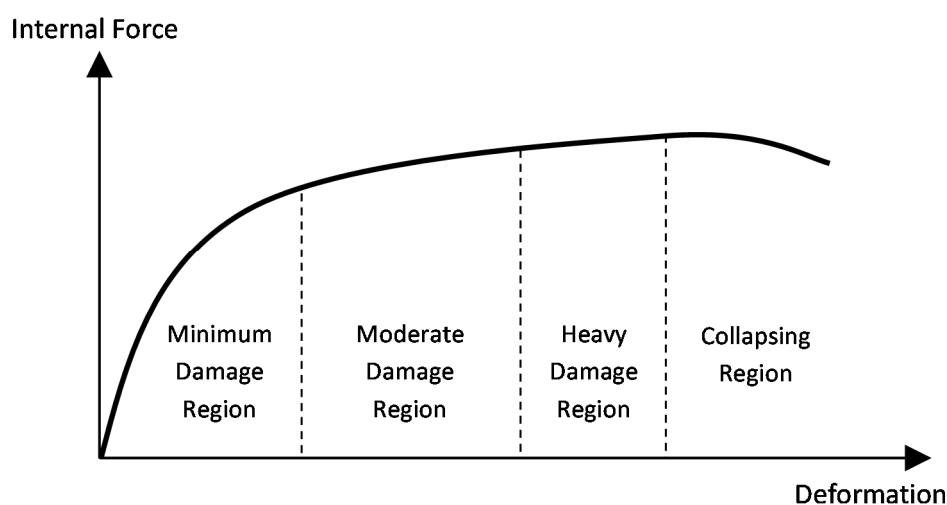 Internal Force
Minimum
Damage
Region
Moderate
Damage
Region
Heavy
Damage
Region
Collapsing
Region
Deformation